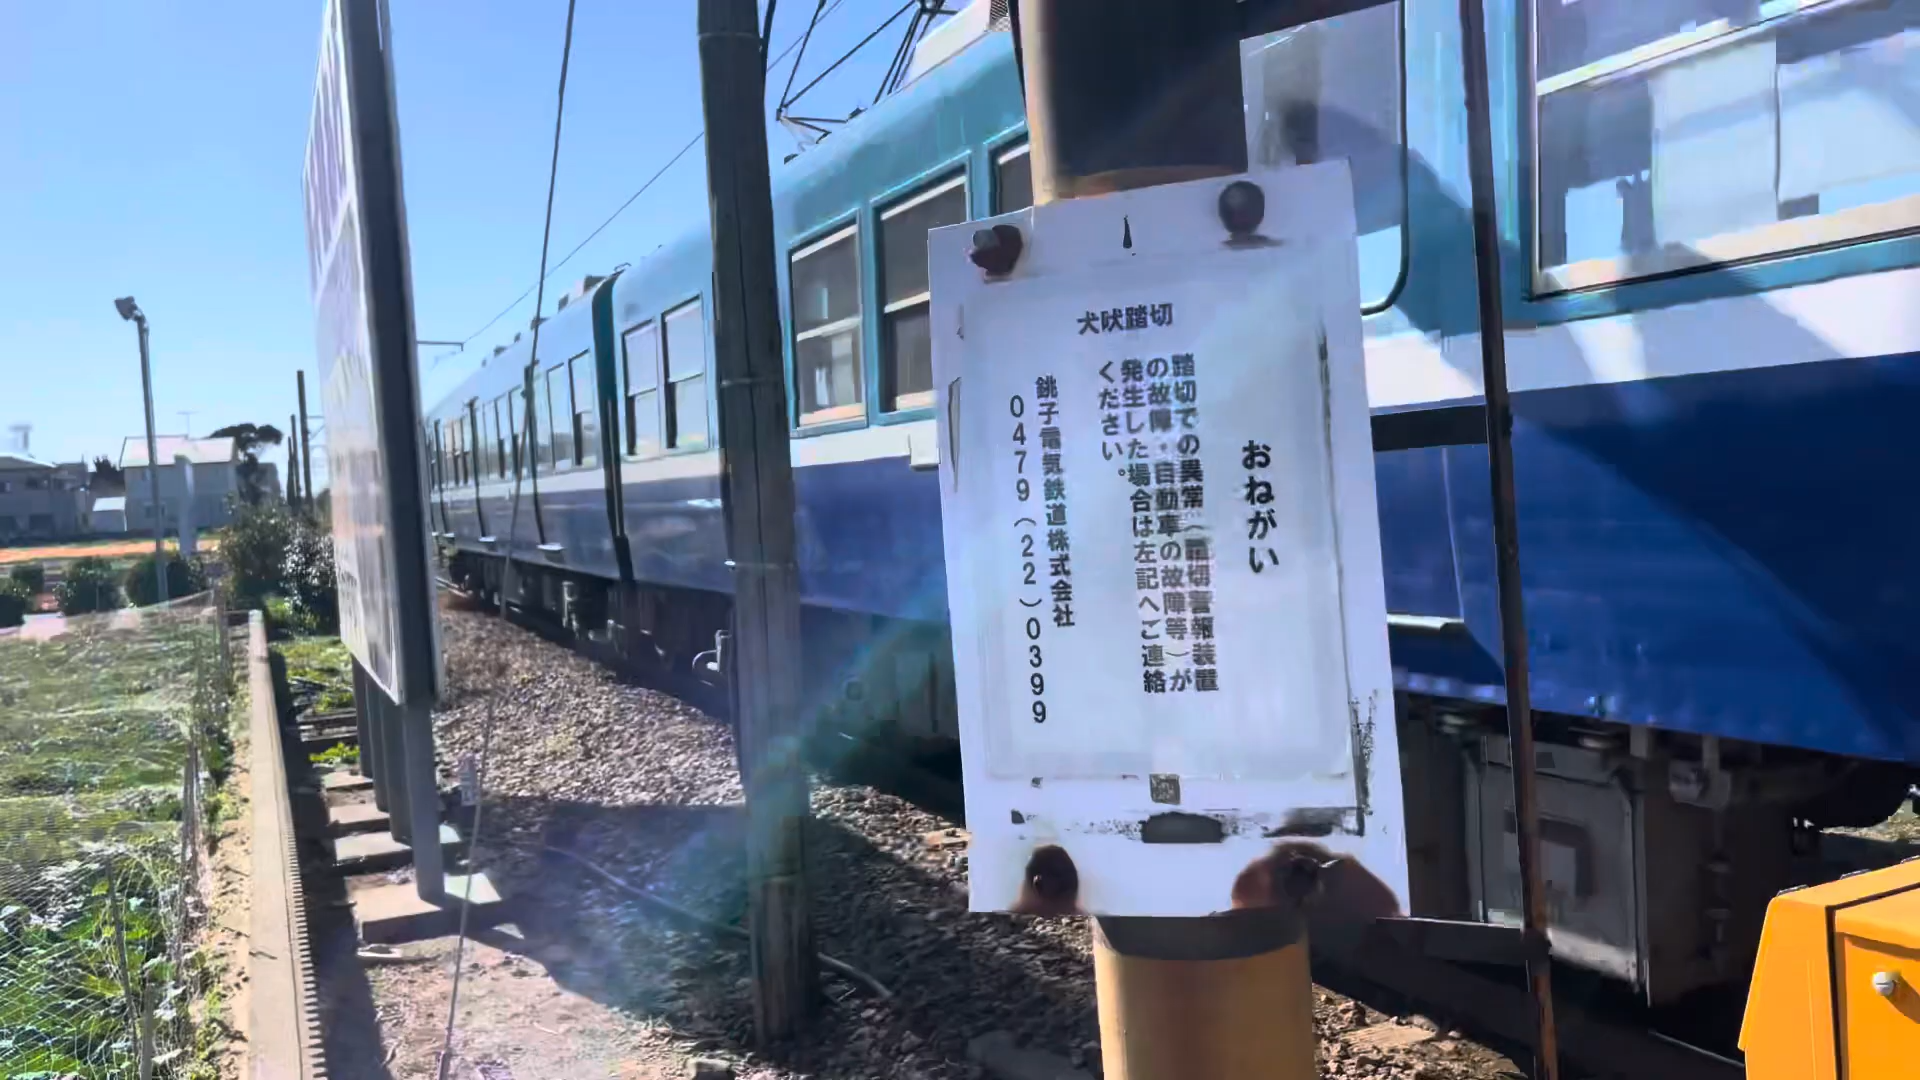 犬吠踏切
おねがい
踏切での異常(踏切警報装置
の故障・自動車の故障等)が
発生した場合は左記へご連絡
ください。
銚子電気鉄道株式会社
0479(22)0399